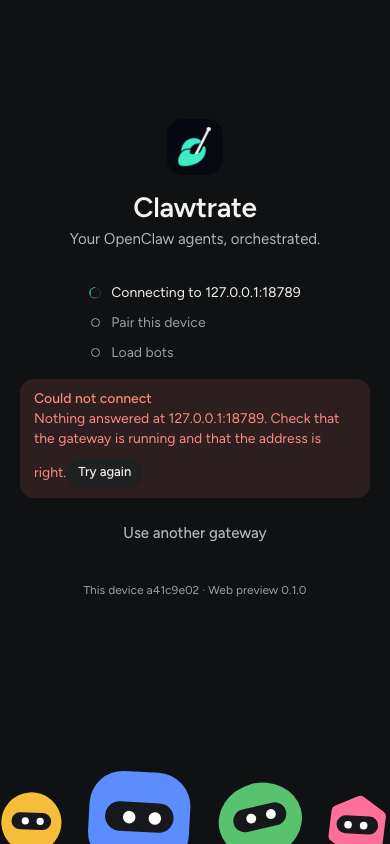 Clawtrate
Your OpenClaw agents, orchestrated.
Connecting to 127.0.0.1:18789
Pair this device
Load bots
Could not connect
Nothing answered at 127.0.0.1:18789. Check that
the gateway is running and that the address is
right. Try again
Use another gateway
This device a41c9e02 · Web preview 0.1.0